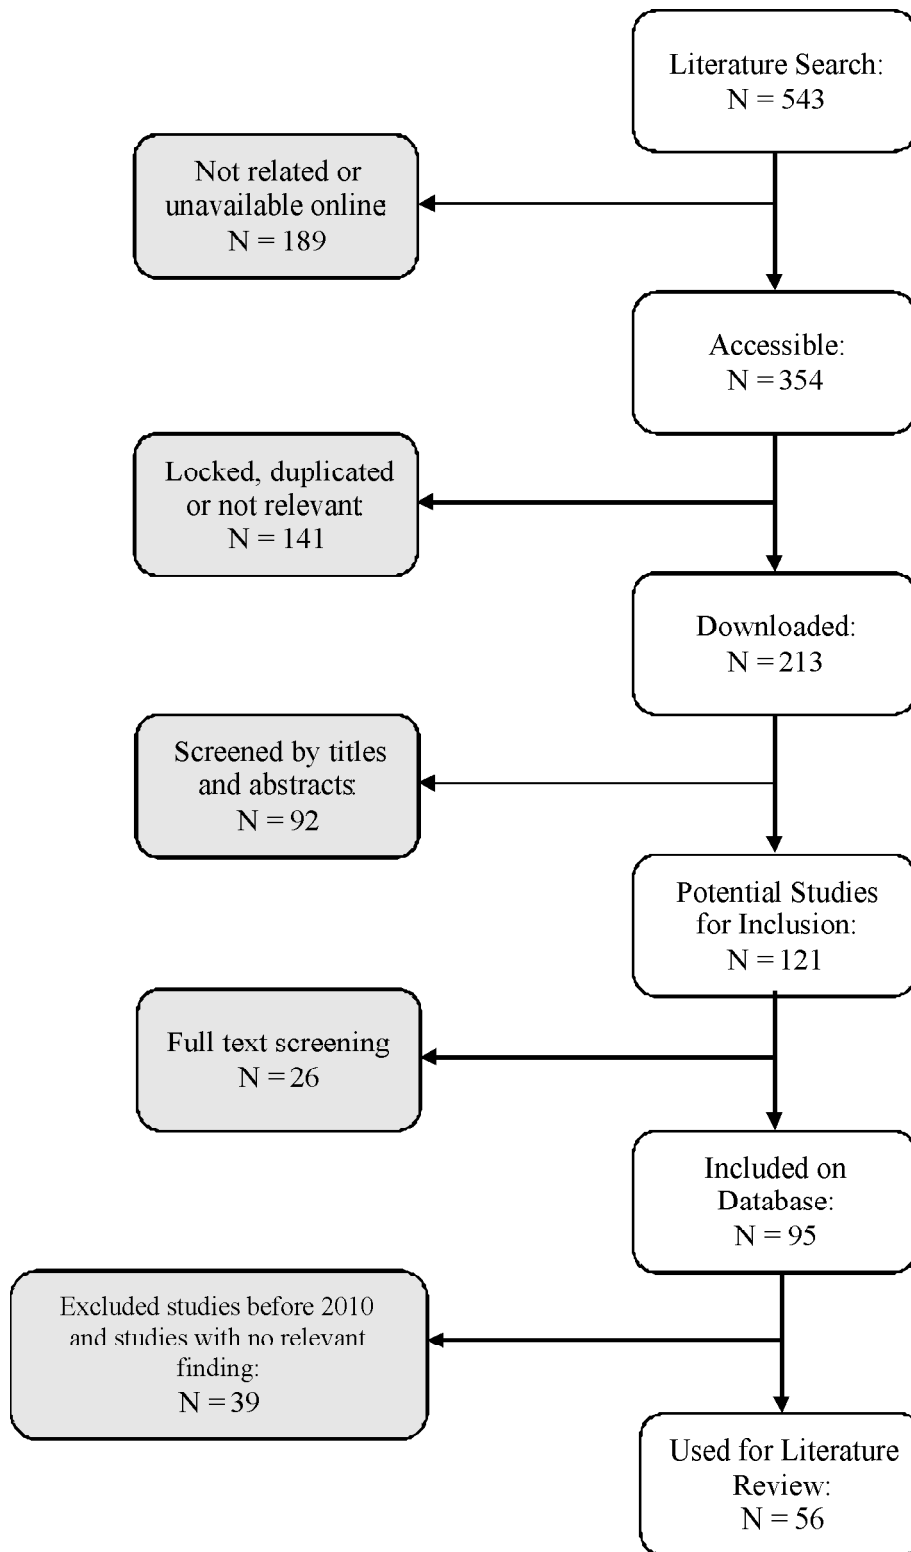 Literature Search:
N = 543
Not related or
unavailable online:
N = 189
Accessible:
N = 354
Locked, duplicated
or not relevant:
N = 141
Downloaded:
N = 213
Screened by titles
and abstracts:
N = 92
Potential Studies
for Inclusion:
N = 121
Full text screening
N = 26
Included on
Database:
N = 95
Excluded studies before 2010
and studies with no relevant
finding:
N = 39
Used for Literature
Review:
N = 56